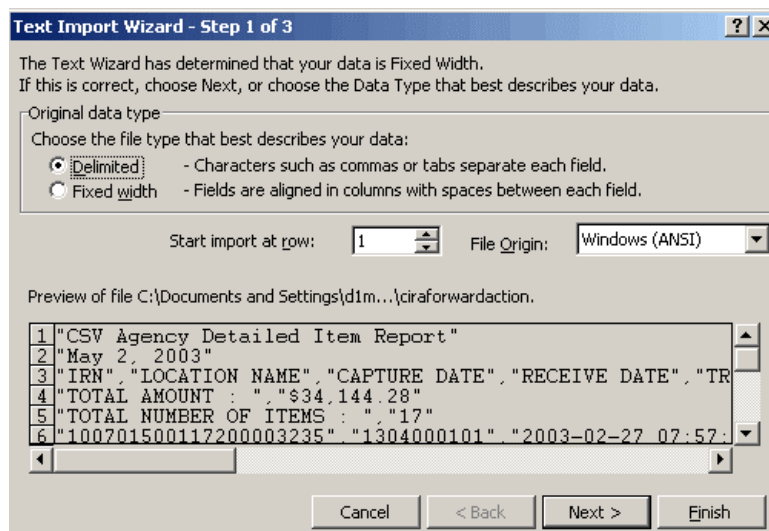 Text Import Wizard - Step 1 of 3
The Text Wizard has determined that your data is Fixed Width.
If this is correct, choose Next, or choose the Data Type that best describes your data.
Original data type
Choose the file type that best describes your data:
Delimited - Characters such as commas or tabs separate each field.
Fixed width - Fields are aligned in columns with spaces between each field.
Start import at row: 1 File Origin: Windows (ANSI)
Preview of file C:\Documents and Settings\d1m...\ciraforwardaction.
1 "CSV Agency Detailed Item Report"
2 "May 2, 2003"
3 "IRN","LOCATION NAME","CAPTURE DATE","RECEIVE DATE","TR
4 "TOTAL AMOUNT : ","$34,144.28"
5 "TOTAL NUMBER OF ITEMS : ","17"
6 "100701500117200003235","1304000101","2003-02-27 07:57:
Cancel < Back Next > Finish